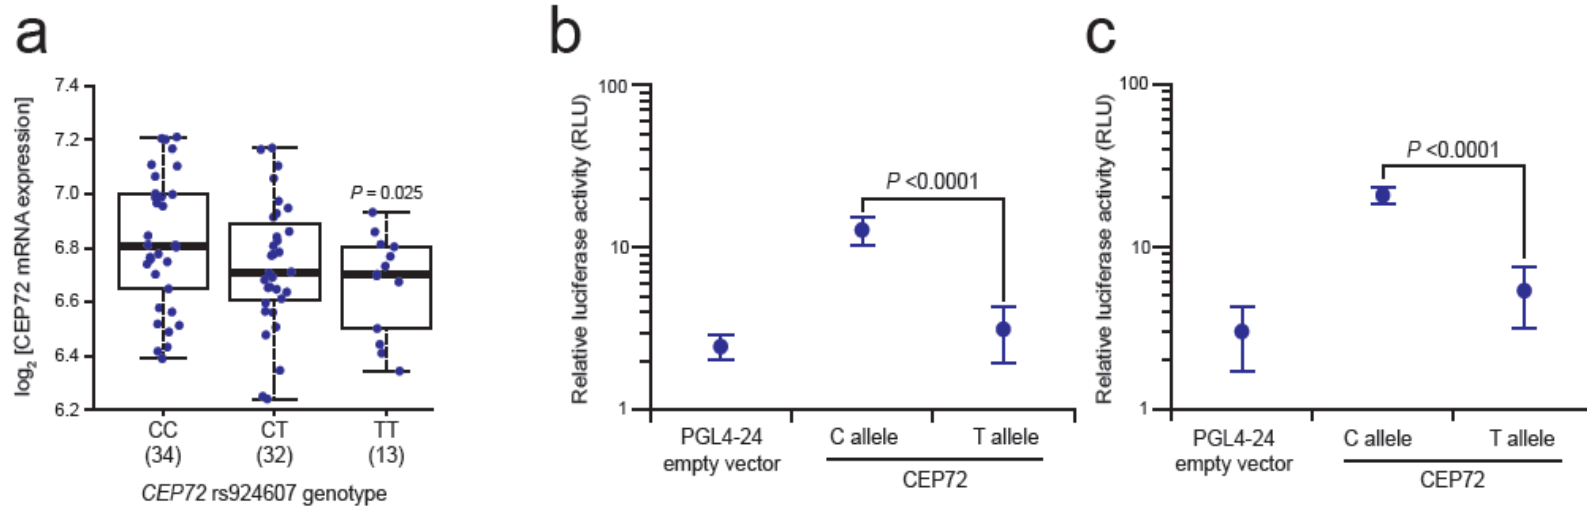 a
log2 [CEP72 mRNA expression]
7.4
7.2
7.0
6.8
6.6
6.4
6.2
P = 0.025
CC
(34)
CT
(32)
TT
(13)
CEP72 rs924607 genotype
b
Relative luciferase activity (RLU)
100
10
1
P <0.0001
PGL4-24
empty vector
C allele
T allele
CEP72
c
Relative luciferase activity (RLU)
100
10
1
P <0.0001
PGL4-24
empty vector
C allele
T allele
CEP72